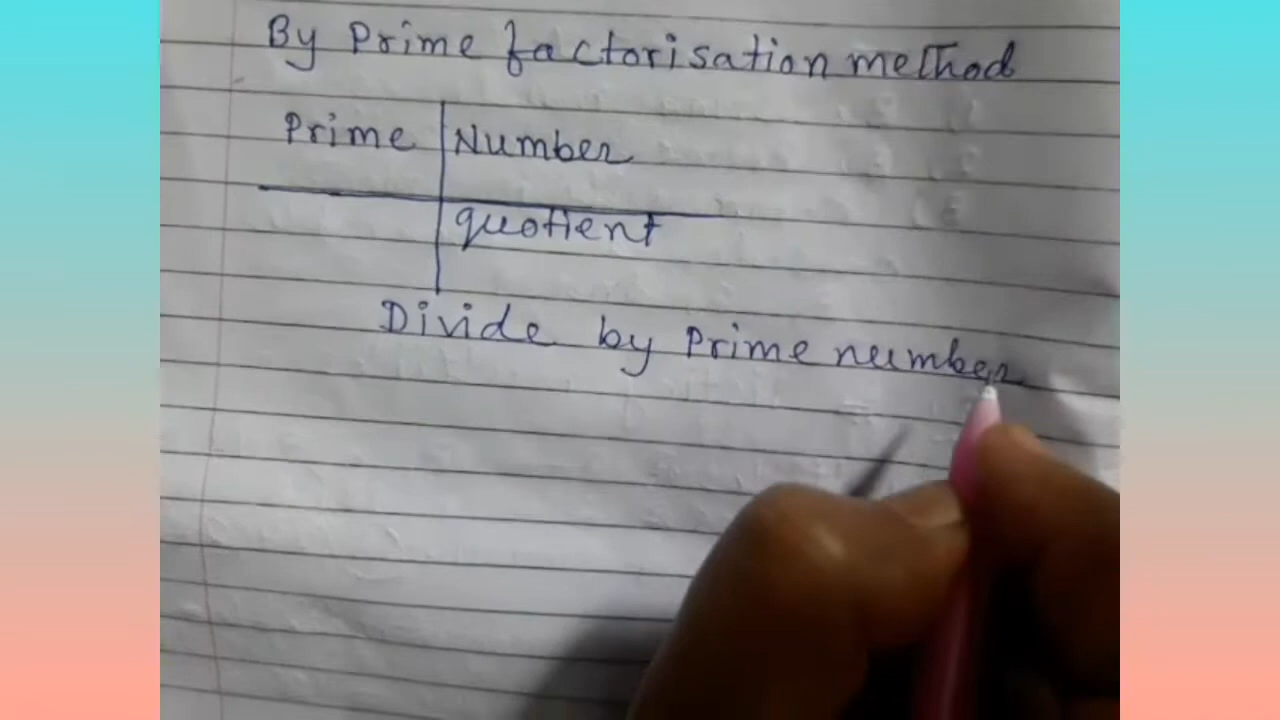 By Prime factorisation method
Prime Number
quotient
Divide by Prime number